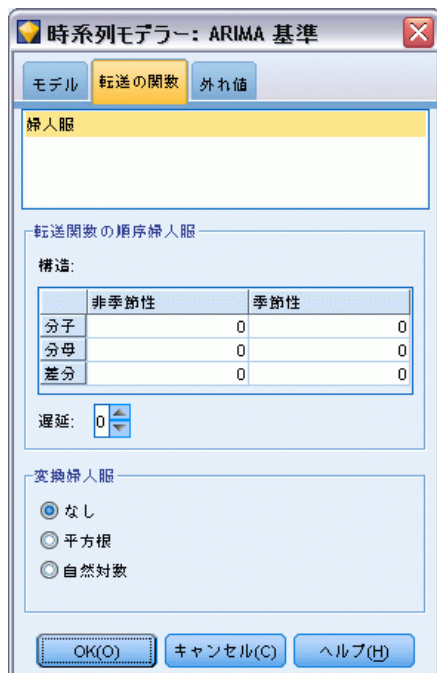 時系列モデラー: ARIMA 基準
モデル 転送の関数 外れ値
婦人服
転送関数の順序婦人服
構造:
非季節性 季節性
分子 0 0
分母 0 0
差分 0 0
遅延: 0
変換婦人服
なし
平方根
自然対数
OK(O) キャンセル(C) ヘルプ(H)